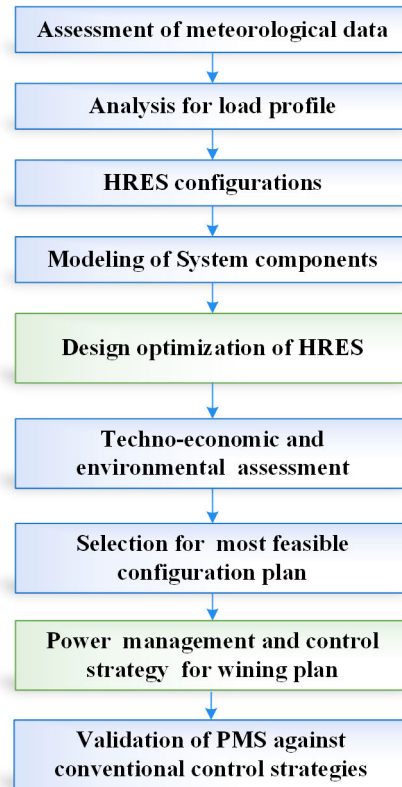 Assessment of meteorological data
Analysis for load profile
HRES configurations
Modeling of System components
Design optimization of HRES
Techno-economic and
environmental assessment
Selection for most feasible
configuration plan
Power management and control
strategy for wining plan
Validation of PMS against
conventional control strategies